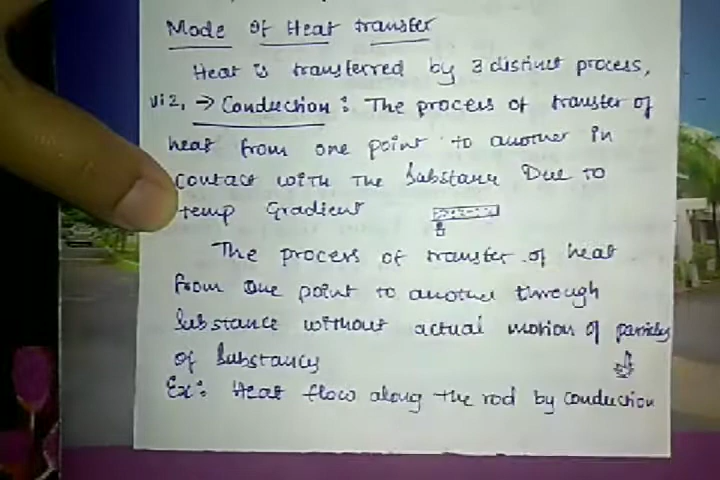 Mode of Heat transfer
Heat is transferred by 3 distinct process,
viz, → Conduction : The process of transfer of
heat from one point to another in
contact with the substance Due to
temp Gradient
The process of transfer of heat
from one point to another through
substance without actual motion of particles
of substances
Ex: Heat flow along the rod by conduction